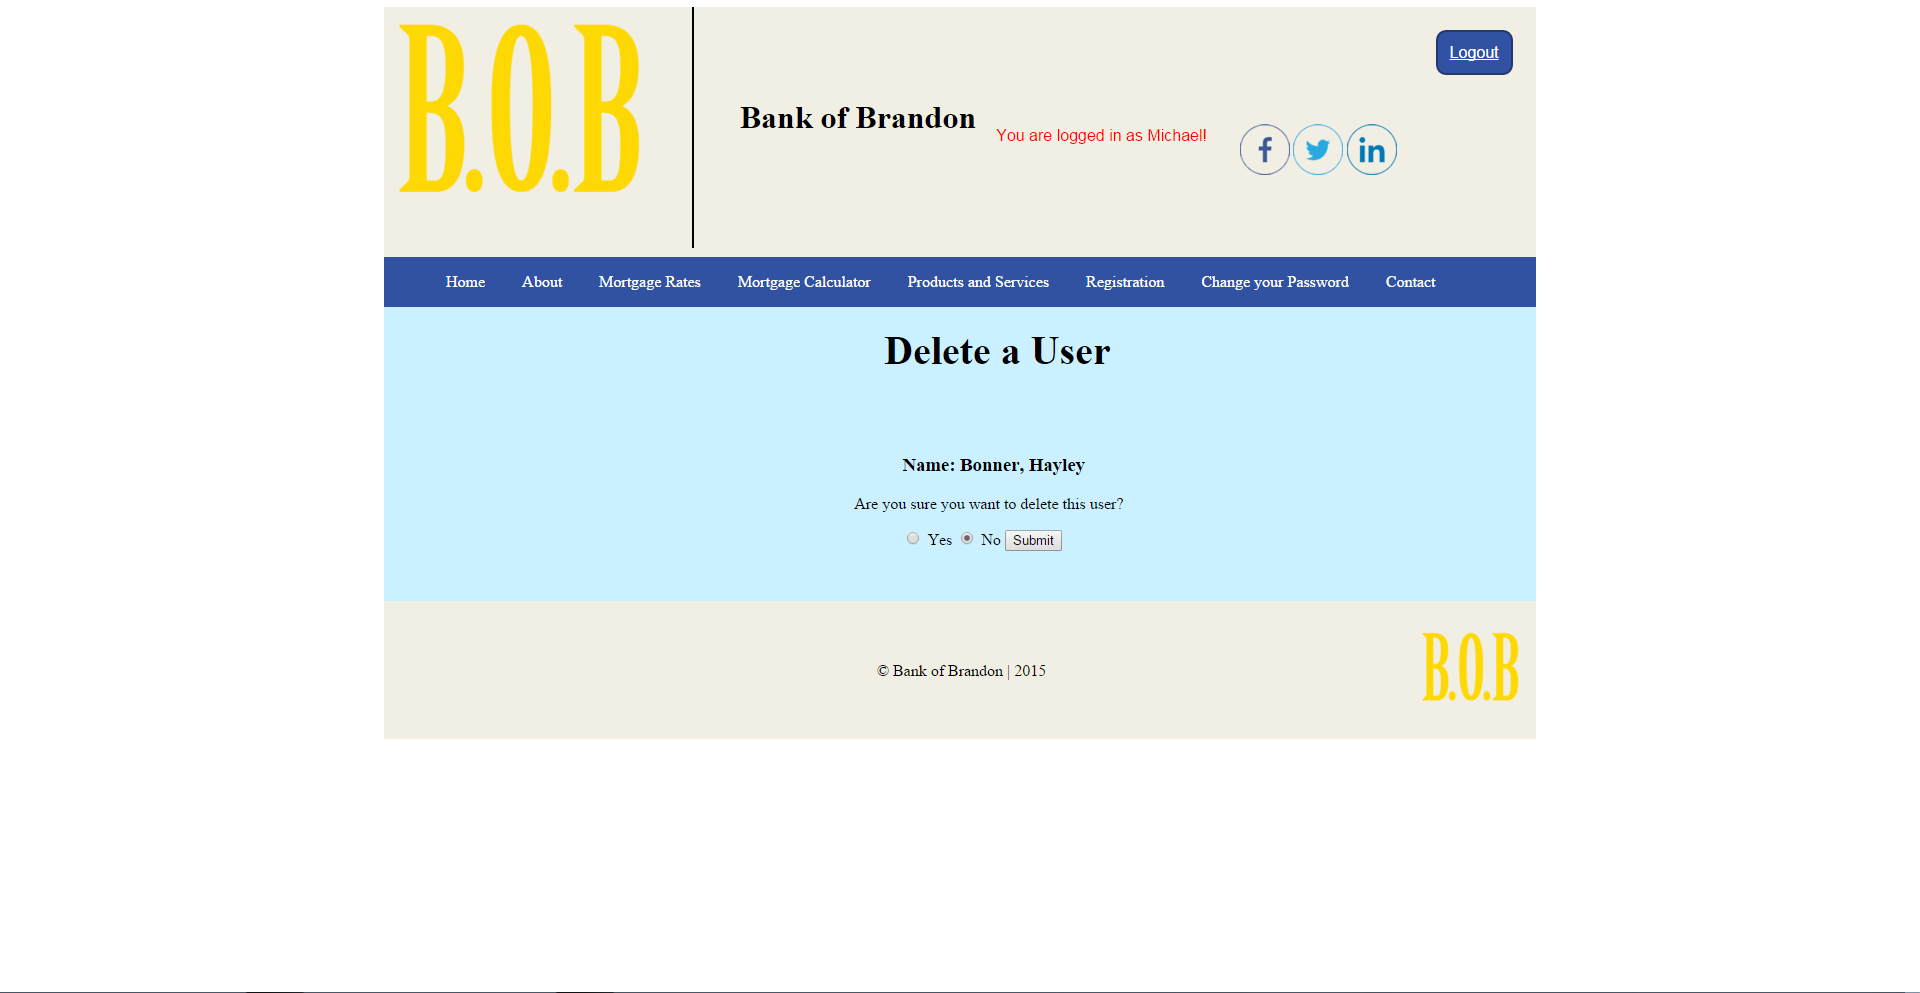 B.O.B
Logout
Bank of Brandon
You are logged in as Michael!
Home About Mortgage Rates Mortgage Calculator Products and Services Registration Change your Password Contact
Delete a User
Name: Bonner, Hayley
Are you sure you want to delete this user?
Yes No Submit
© Bank of Brandon | 2015
B.O.B